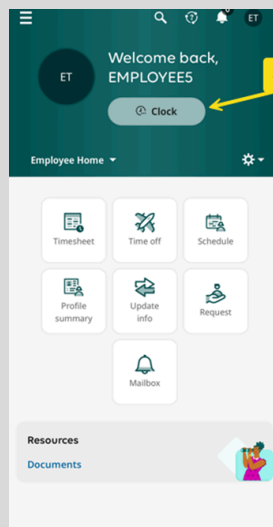 ET
Welcome back,
EMPLOYEE5
ET
Clock
Employee Home
Timesheet
Time off
Schedule
Profile
summary
Update
info
Request
Mailbox
Resources
Documents